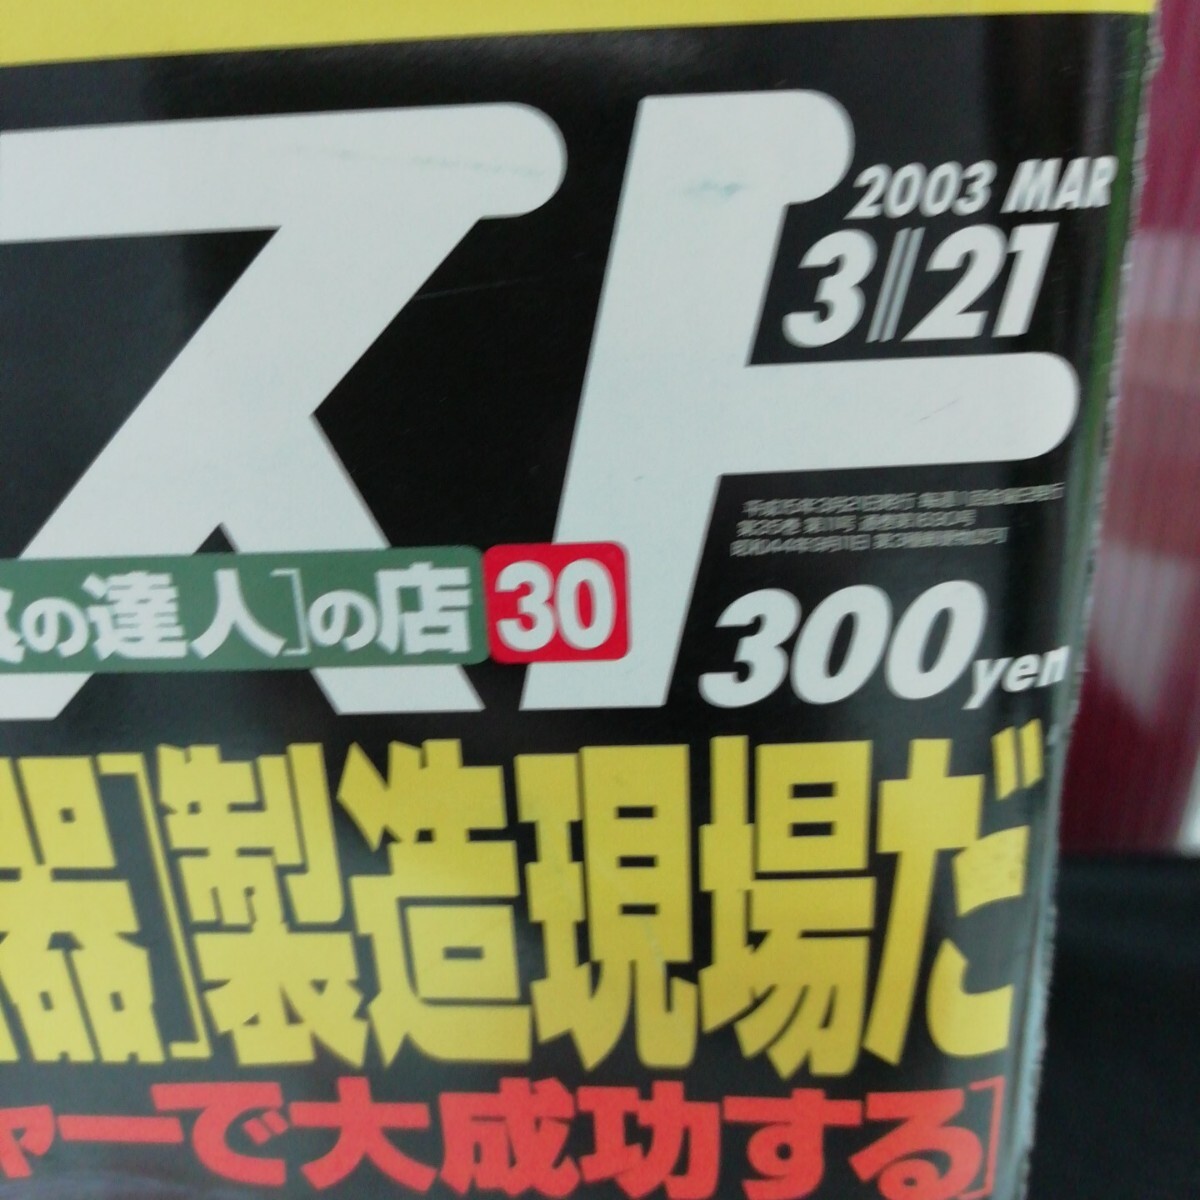 スト
2003 MAR
3 21
の達人]の店 30
300yen
器]製造現場だ
ャーで大成功する]